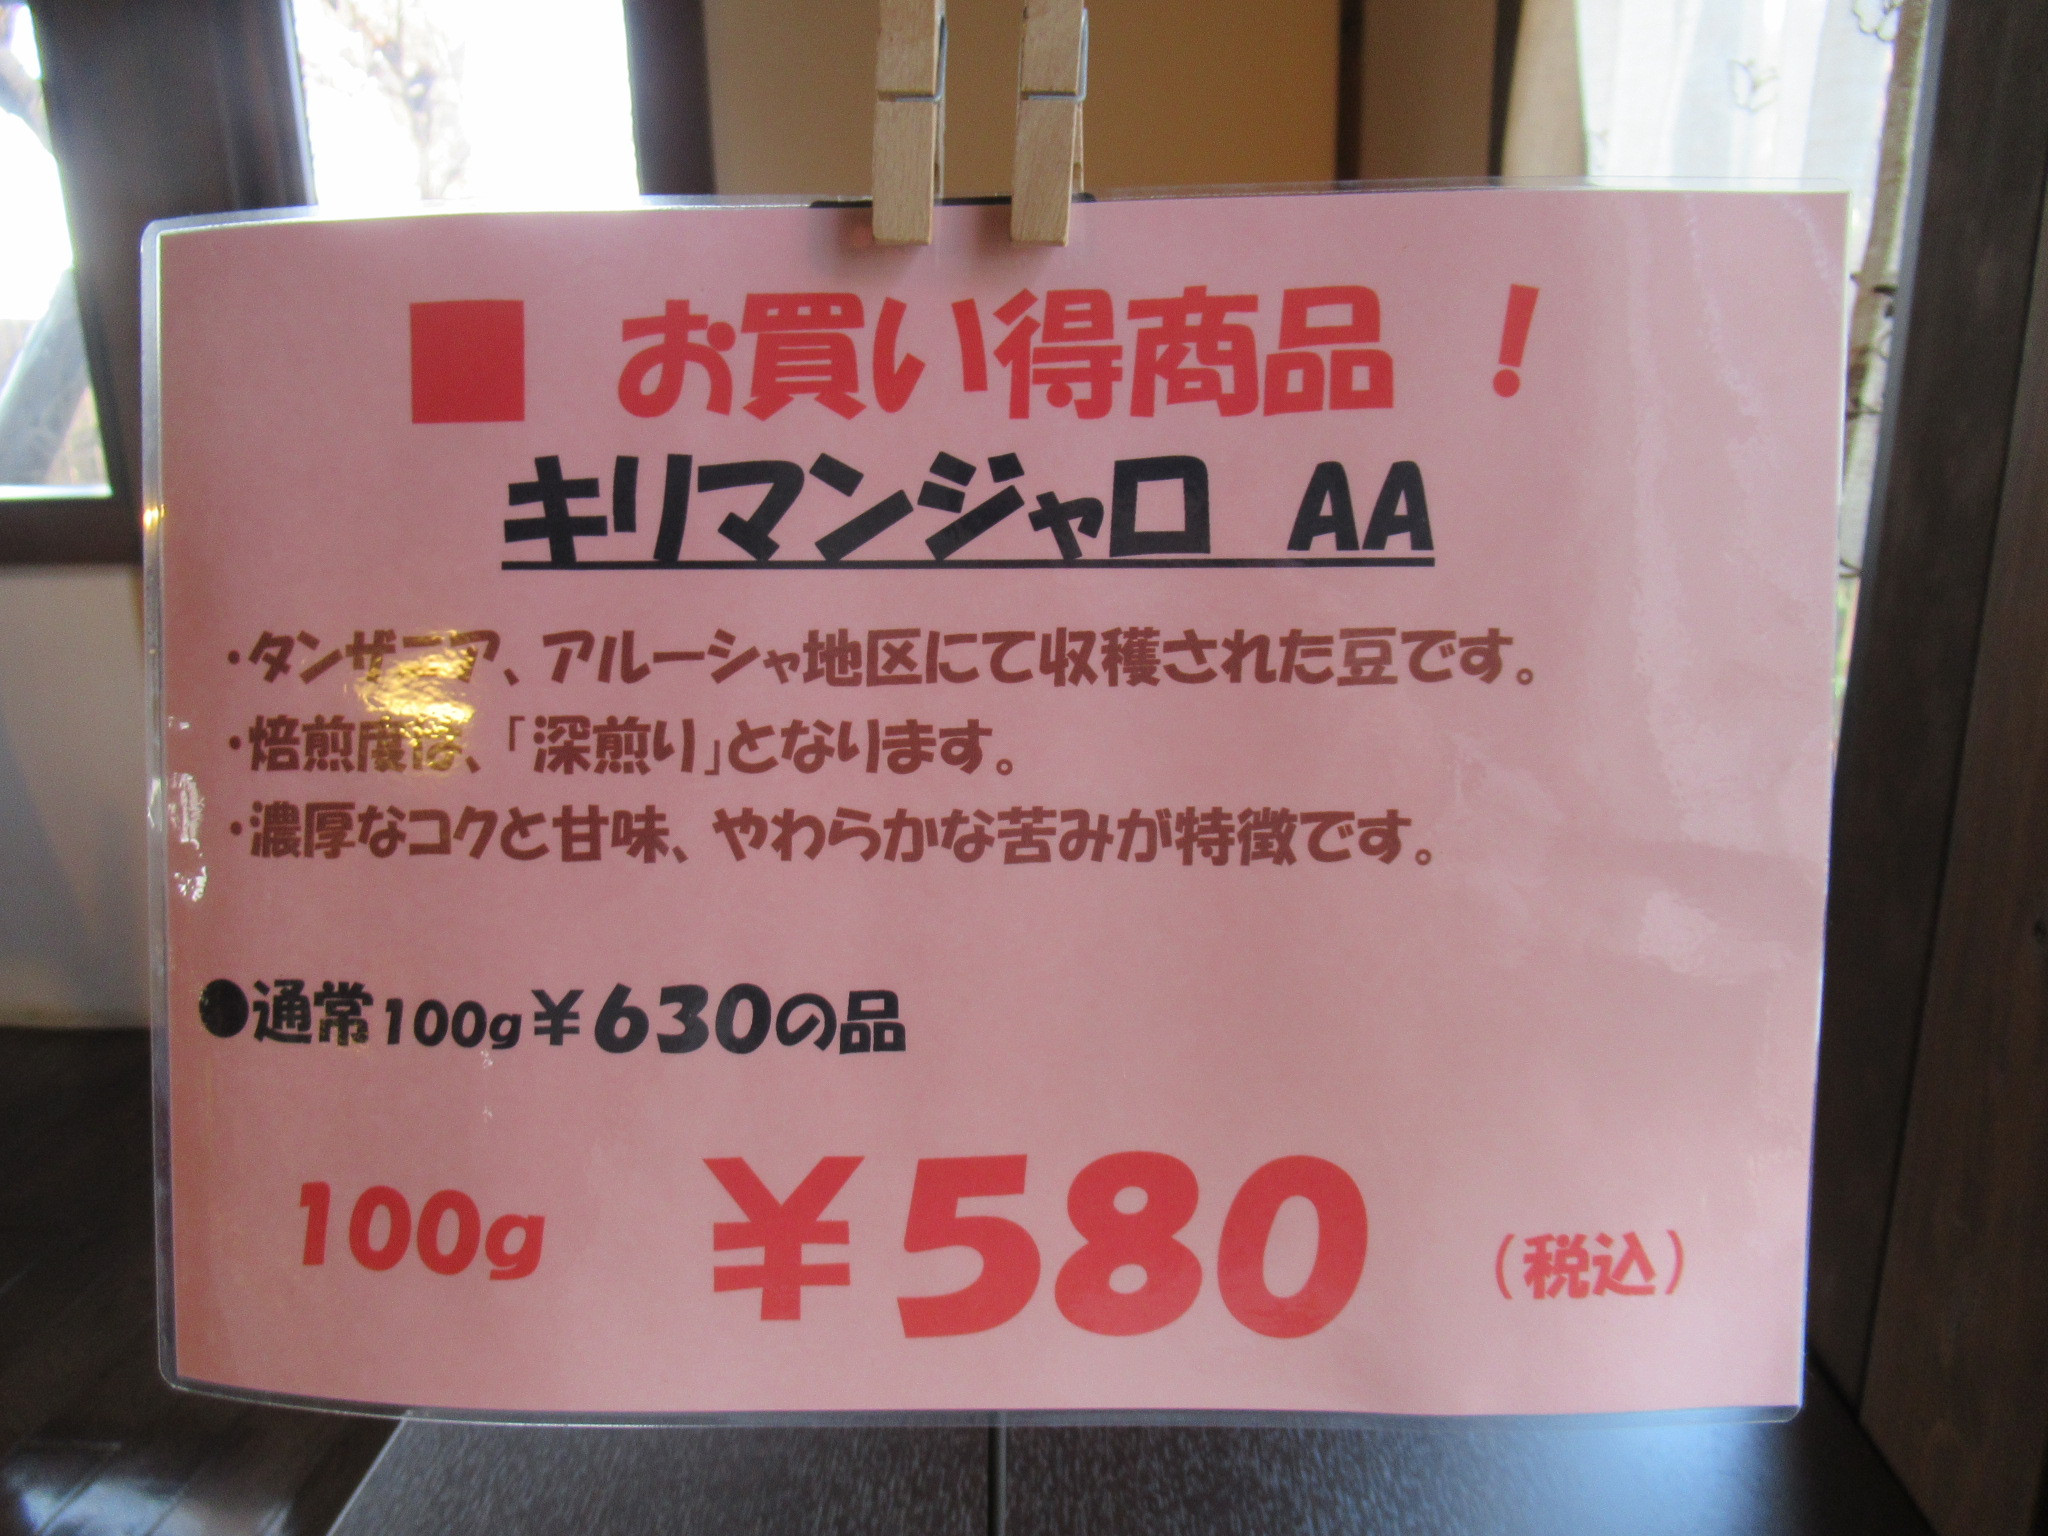 ■ お買い得商品 ！
キリマンジャロ AA
・タンザニア、アルーシャ地区にて収穫された豆です。
・焙煎度は、「深煎り」となります。
・濃厚なコクと甘味、やわらかな苦みが特徴です。
●通常100g￥630の品
100g ￥580 （税込）